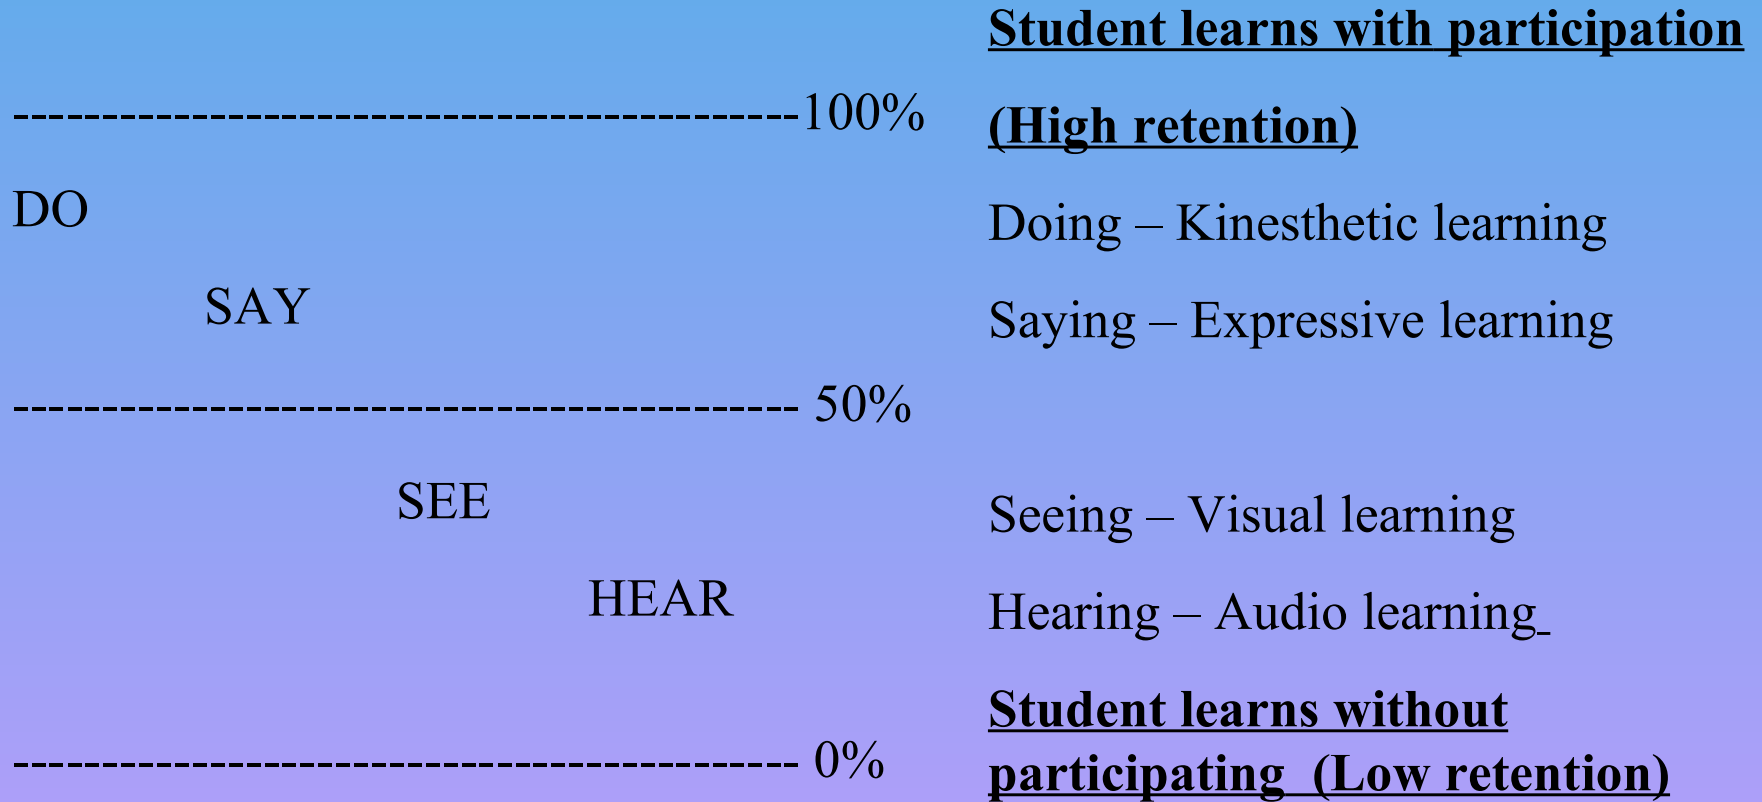 Student learns with participation
----------------------------------------------100%
(High retention)
DO
Doing – Kinesthetic learning
SAY
Saying – Expressive learning
---------------------------------------------- 50%
SEE
Seeing – Visual learning
HEAR
Hearing – Audio learning
Student learns without
---------------------------------------------- 0%
participating (Low retention)